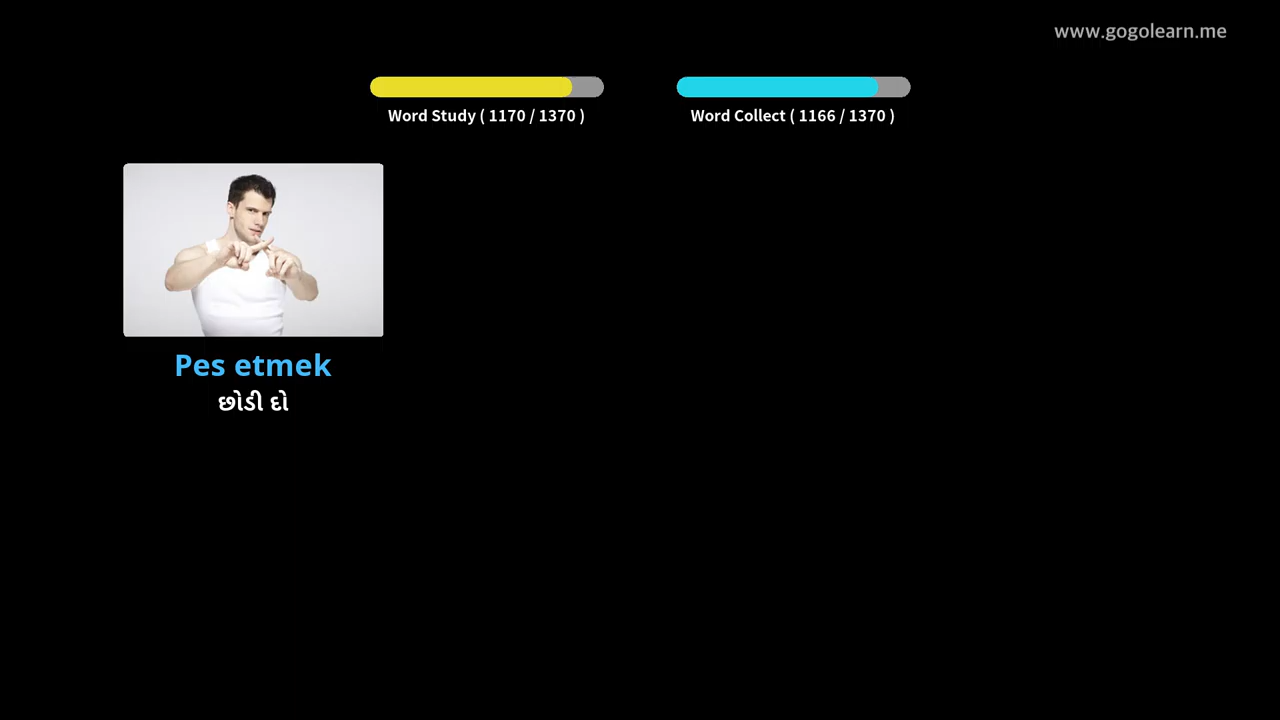 www.gogolearn.me
Word Study ( 1170 / 1370 )
Word Collect ( 1166 / 1370 )
Pes etmek
છોડી દો